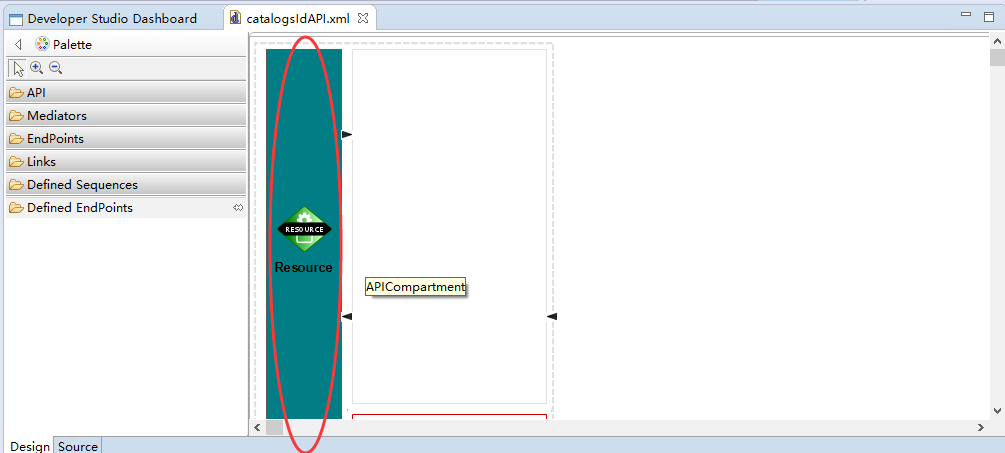 Developer Studio Dashboard
catalogsIdAPI.xml
Palette
API
Mediators
EndPoints
Links
Defined Sequences
Defined EndPoints
RESOURCE
Resource
APICompartment
Design
Source